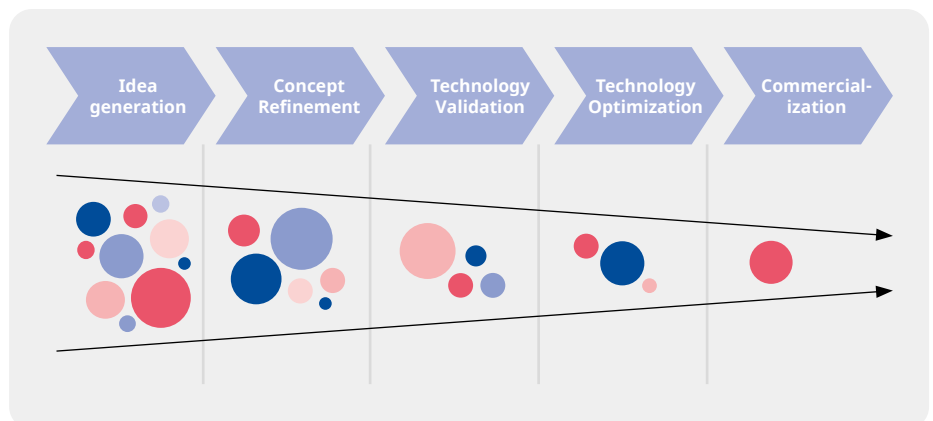 Idea
generation
Concept
Refinement
Technology
Validation
Technology
Optimization
Commercial-
ization